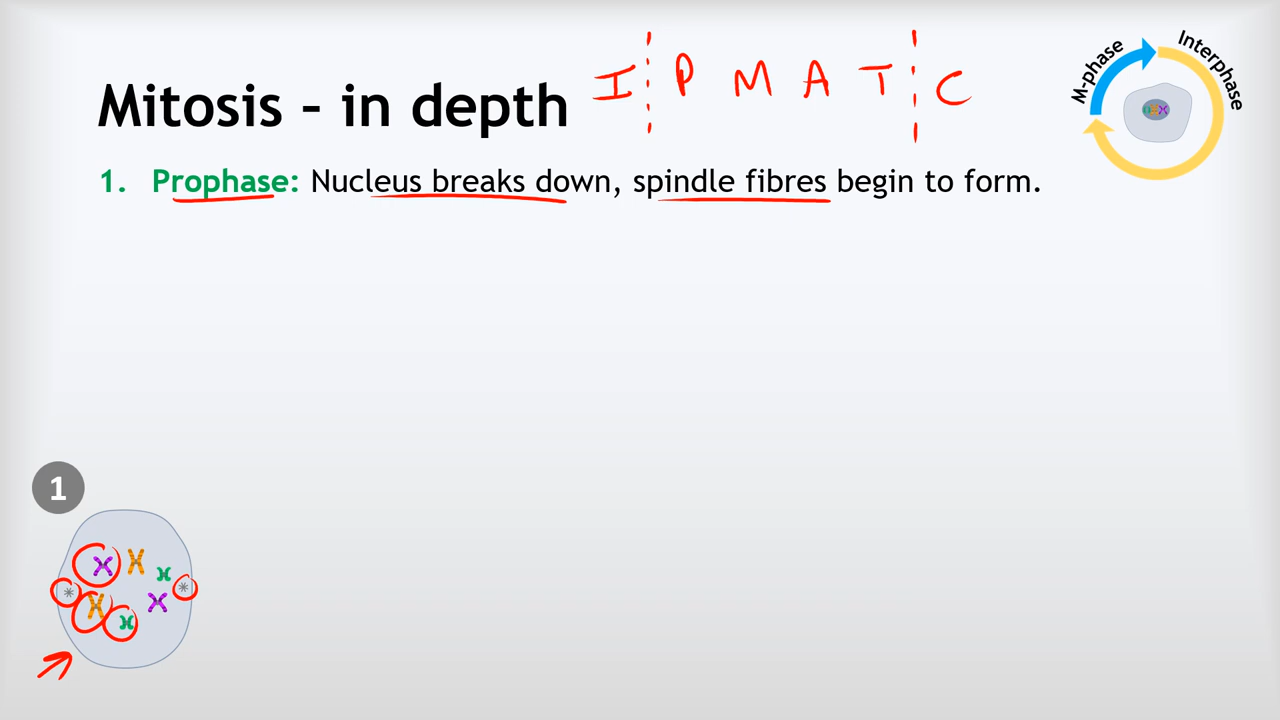 I P M A T C
Mitosis – in depth
M-phase
Interphase
1. Prophase: Nucleus breaks down, spindle fibres begin to form.
1